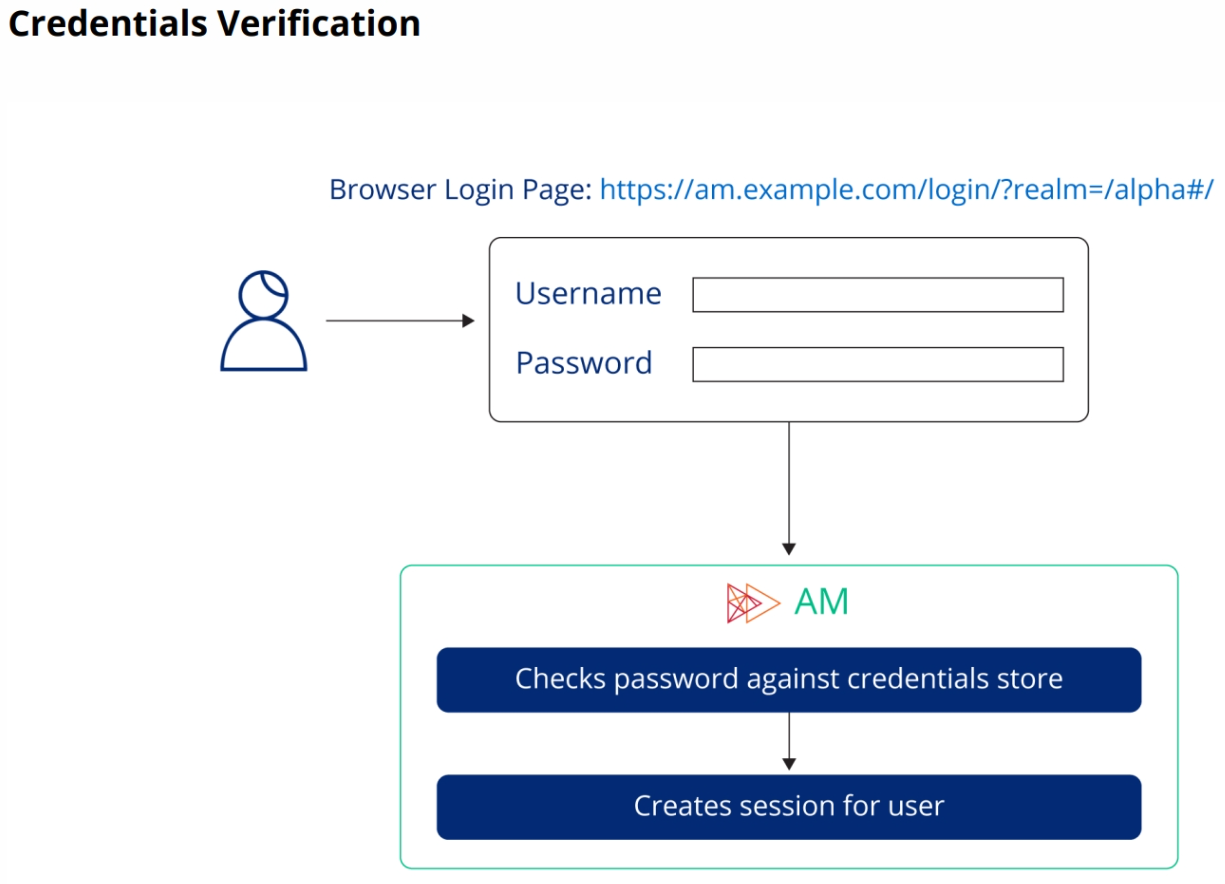 Credentials Verification
Browser Login Page: https://am.example.com/login/?realm=/alpha#/
Username
Password
AM
Checks password against credentials store
Creates session for user